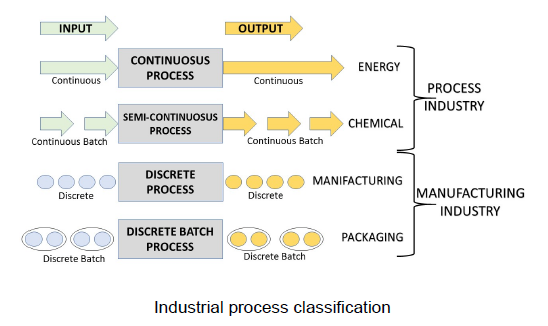 INPUT
OUTPUT
CONTINUOSUS
PROCESS
Continuous
Continuous
ENERGY
SEMI-CONTINUOSUS
PROCESS
Continuous Batch
Continuous Batch
CHEMICAL
PROCESS
INDUSTRY
DISCRETE
PROCESS
Discrete
Discrete
MANIFACTURING
DISCRETE BATCH
PROCESS
Discrete Batch
Discrete Batch
PACKAGING
MANUFACTURING
INDUSTRY
Industrial process classification